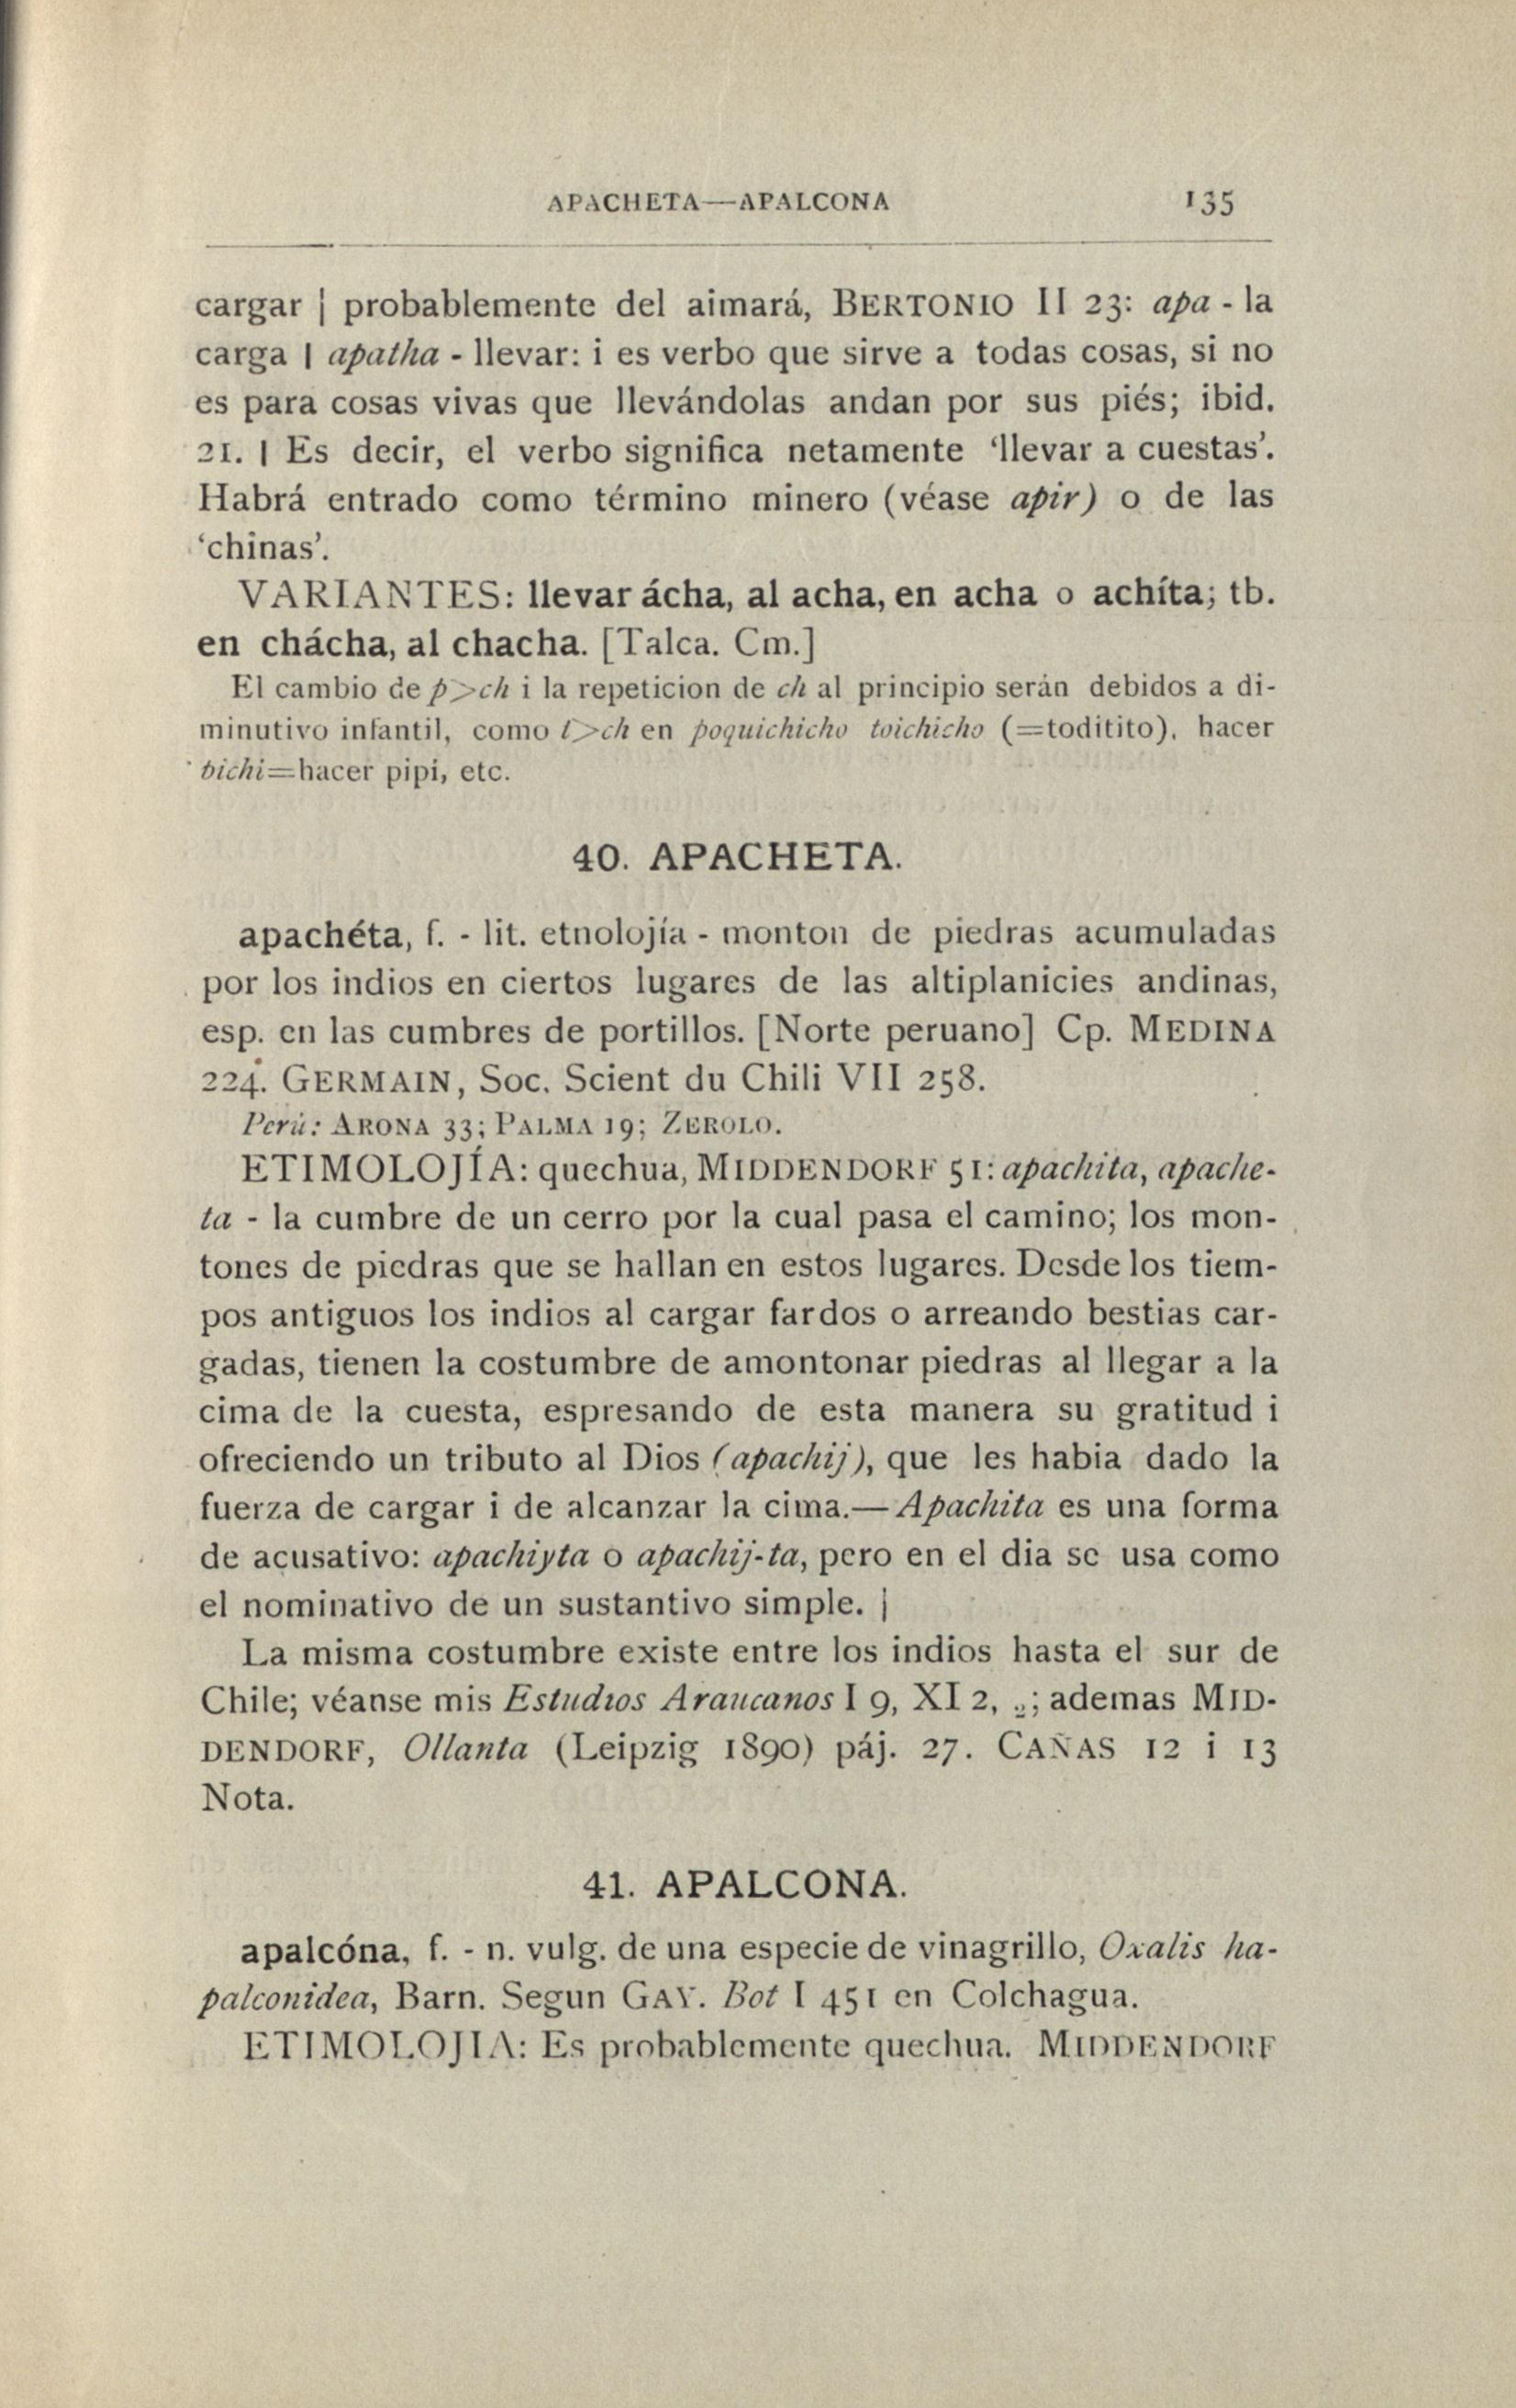 APACHETA—APALCONA 135
cargar | probablemente del aimará, BERTONIO II 23: apa - la
carga | apatha - llevar: i es verbo que sirve a todas cosas, si no
es para cosas vivas que llevándolas andan por sus piés; ibid.
21. | Es decir, el verbo significa netamente ‘llevar a cuestas’.
Habrá entrado como término minero (véase apir) o de las
‘chinas’.
VARIANTES: llevar ácha, al acha, en acha o achíta; tb.
en chácha, al chacha. [Talca. Cm.]
El cambio de p>ch i la repeticion de ch al principio serán debidos a di-
minutivo infantil, como t>ch en poquichicho toichicho (=toditito), hacer
bichi=hacer pipí, etc.
40. APACHETA.
apachéta, f. - lit. etnolojía - monton de piedras acumuladas
por los indios en ciertos lugares de las altiplanicies andinas,
esp. en las cumbres de portillos. [Norte peruano] Cp. MEDINA
224. GERMAIN, Soc. Scient du Chili VII 258.
Perú: ARONA 33; PALMA 19; ZEROLO.
ETIMOLOJÍA: quechua, MIDDENDORF 51: apachita, apache-
ta - la cumbre de un cerro por la cual pasa el camino; los mon-
tones de piedras que se hallan en estos lugares. Desde los tiem-
pos antiguos los indios al cargar fardos o arreando bestias car-
gadas, tienen la costumbre de amontonar piedras al llegar a la
cima de la cuesta, espresando de esta manera su gratitud i
ofreciendo un tributo al Dios (apachij), que les habia dado la
fuerza de cargar i de alcanzar la cima.—Apachita es una forma
de acusativo: apachiyta o apachij-ta, pero en el dia se usa como
el nominativo de un sustantivo simple. |
La misma costumbre existe entre los indios hasta el sur de
Chile; véanse mis Estudios Araucanos I 9, XI 2, ₂; ademas MID-
DENDORF, Ollanta (Leipzig 1890) páj. 27. CAÑAS 12 i 13
Nota.
41. APALCONA.
apalcóna, f. - n. vulg. de una especie de vinagrillo, Oxalis ha-
palconidea, Barn. Segun GAY. Bot I 451 en Colchagua.
ETIMOLOJIA: Es probablemente quechua. MIDDENDORF